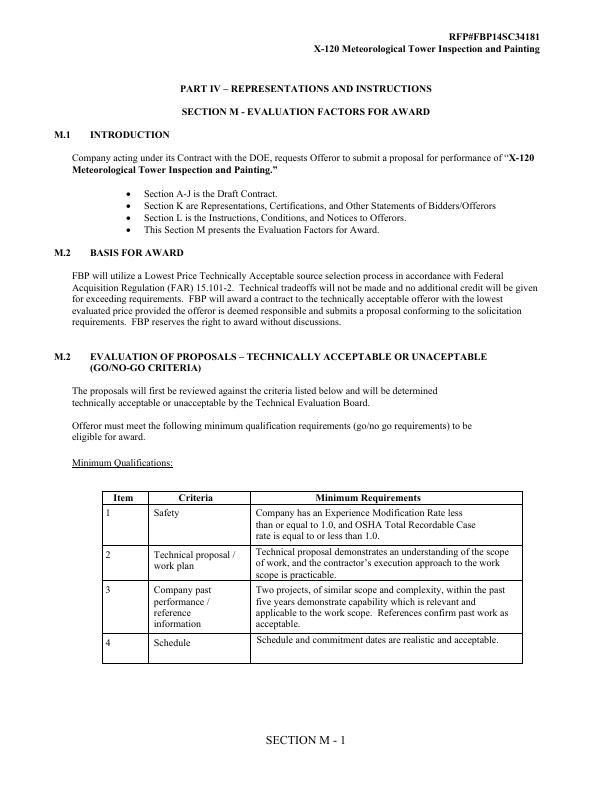 RFP#FBP14SC34181
X-120 Meteorological Tower Inspection and Painting
PART IV – REPRESENTATIONS AND INSTRUCTIONS
SECTION M - EVALUATION FACTORS FOR AWARD
M.1 INTRODUCTION
Company acting under its Contract with the DOE, requests Offeror to submit a proposal for performance of “X-120
Meteorological Tower Inspection and Painting.”
• Section A-J is the Draft Contract.
• Section K are Representations, Certifications, and Other Statements of Bidders/Offerors
• Section L is the Instructions, Conditions, and Notices to Offerors.
• This Section M presents the Evaluation Factors for Award.
M.2 BASIS FOR AWARD
FBP will utilize a Lowest Price Technically Acceptable source selection process in accordance with Federal
Acquisition Regulation (FAR) 15.101-2. Technical tradeoffs will not be made and no additional credit will be given
for exceeding requirements. FBP will award a contract to the technically acceptable offeror with the lowest
evaluated price provided the offeror is deemed responsible and submits a proposal conforming to the solicitation
requirements. FBP reserves the right to award without discussions.
M.2 EVALUATION OF PROPOSALS – TECHNICALLY ACCEPTABLE OR UNACEPTABLE
(GO/NO-GO CRITERIA)
The proposals will first be reviewed against the criteria listed below and will be determined
technically acceptable or unacceptable by the Technical Evaluation Board.
Offeror must meet the following minimum qualification requirements (go/no go requirements) to be
eligible for award.
Minimum Qualifications:
Item Criteria Minimum Requirements
1 Safety Company has an Experience Modification Rate less
than or equal to 1.0, and OSHA Total Recordable Case
rate is equal to or less than 1.0.
2 Technical proposal / Technical proposal demonstrates an understanding of the scope
work plan of work, and the contractor’s execution approach to the work
scope is practicable.
3 Company past Two projects, of similar scope and complexity, within the past
performance / five years demonstrate capability which is relevant and
reference applicable to the work scope. References confirm past work as
information acceptable.
4 Schedule Schedule and commitment dates are realistic and acceptable.
SECTION M - 1